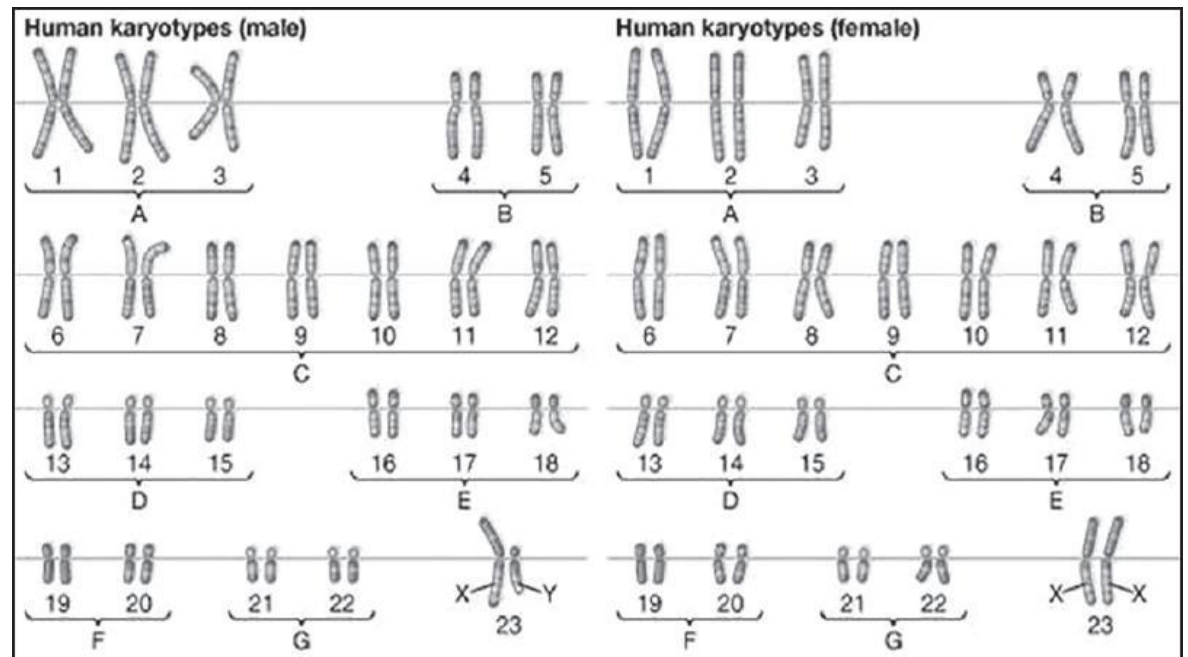 Human karyotypes (male)
1 2 3 4 5
A B
6 7 8 9 10 11 12
C
13 14 15 16 17 18
D E
19 20 21 22 X Y
23
F G
Human karyotypes (female)
1 2 3 4 5
A B
6 7 8 9 10 11 12
C
13 14 15 16 17 18
D E
19 20 21 22 X X
23
F G